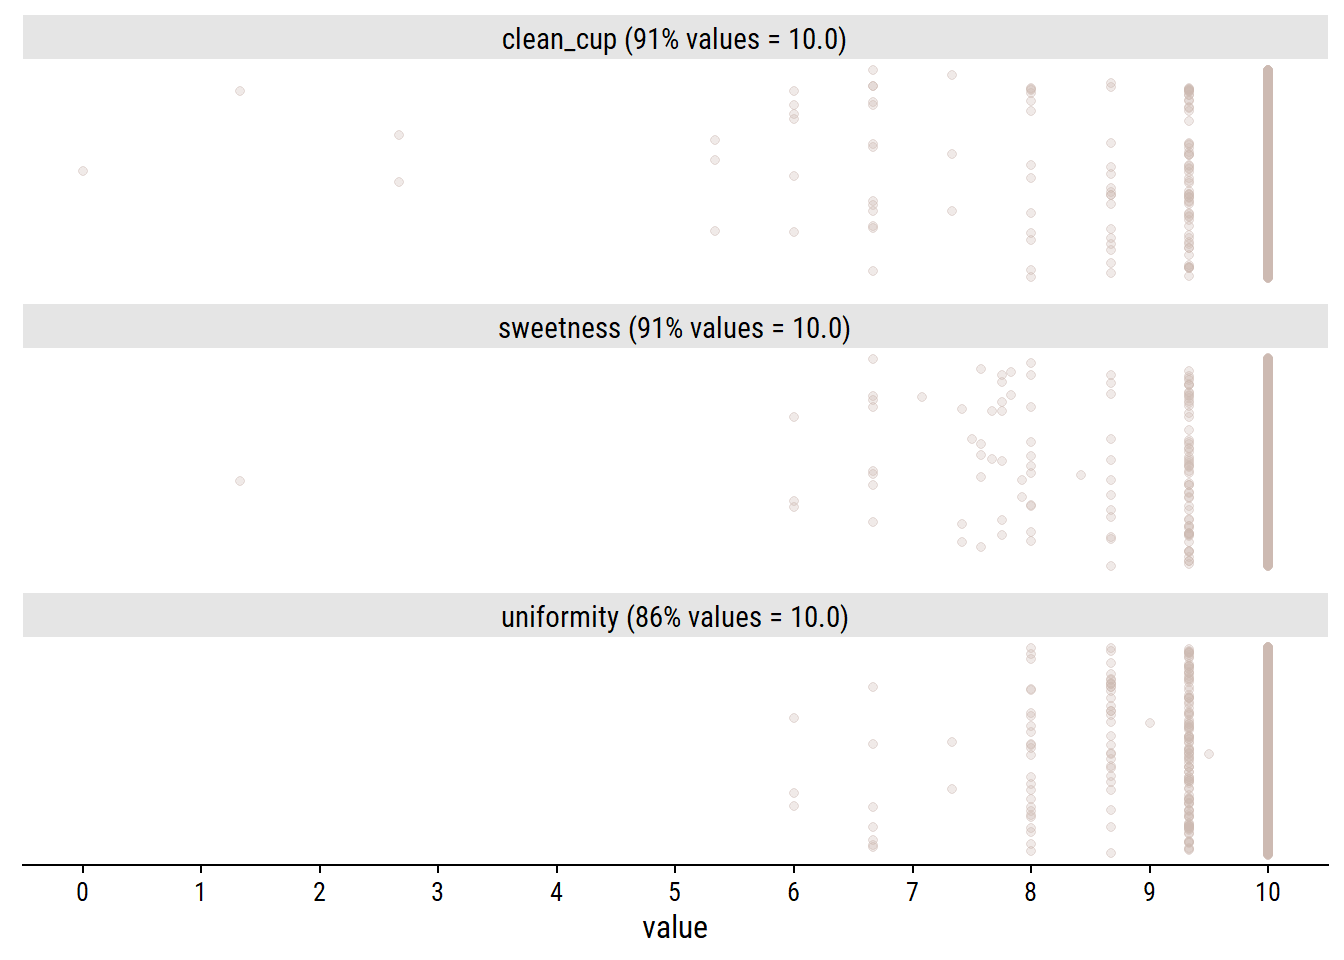 clean_cup (91% values = 10.0)
sweetness (91% values = 10.0)
uniformity (86% values = 10.0)
0 1 2 3 4 5 6 7 8 9 10
value